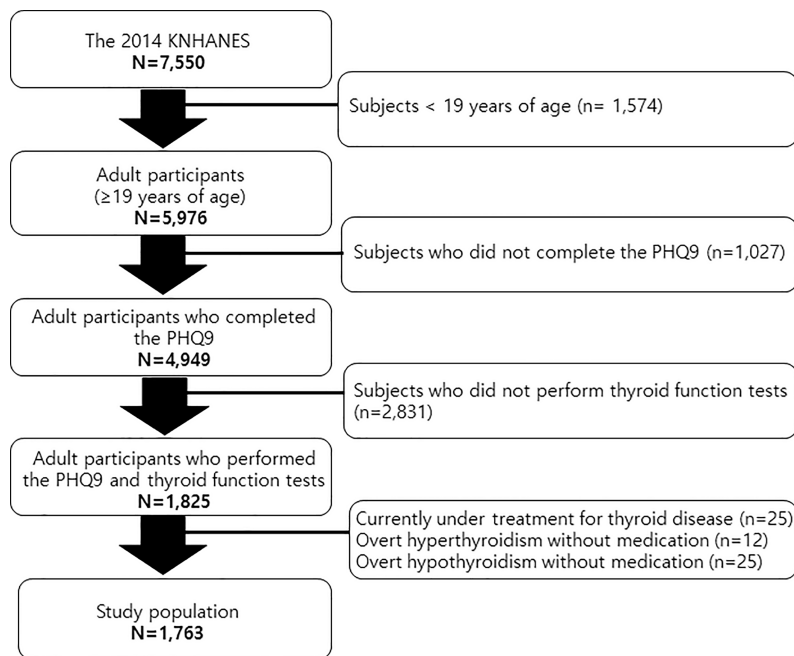 The 2014 KNHANES
N=7,550
Subjects < 19 years of age (n= 1,574)
Adult participants
(≥19 years of age)
N=5,976
Subjects who did not complete the PHQ9 (n=1,027)
Adult participants who completed
the PHQ9
N=4,949
Subjects who did not perform thyroid function tests
(n=2,831)
Adult participants who performed
the PHQ9 and thyroid function tests
N=1,825
Currently under treatment for thyroid disease (n=25)
Overt hyperthyroidism without medication (n=12)
Overt hypothyroidism without medication (n=25)
Study population
N=1,763